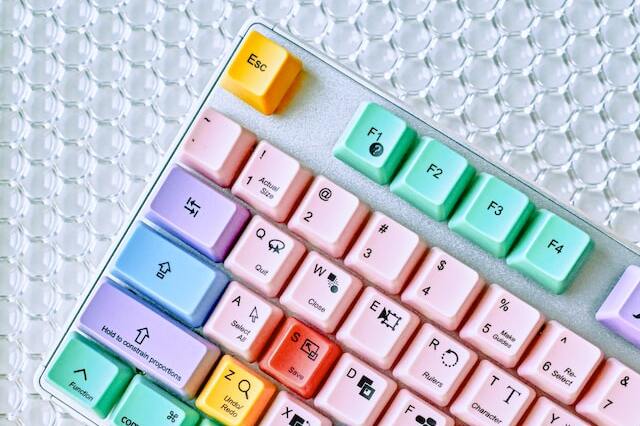 Esc
F1
?
F2
F3
F4
~
!
1 Actual
Size
@
2
#
3
$
4
%
5 Make
Guides
^
6 Re-
Select
&
7
Q
Quit
W
Close
E
R
Rulers
T T
Character
Y
A
Select
All
S
Save
D
F
Hold to constrain proportions
Z
Undo/
Redo
X
Function
⌘
com